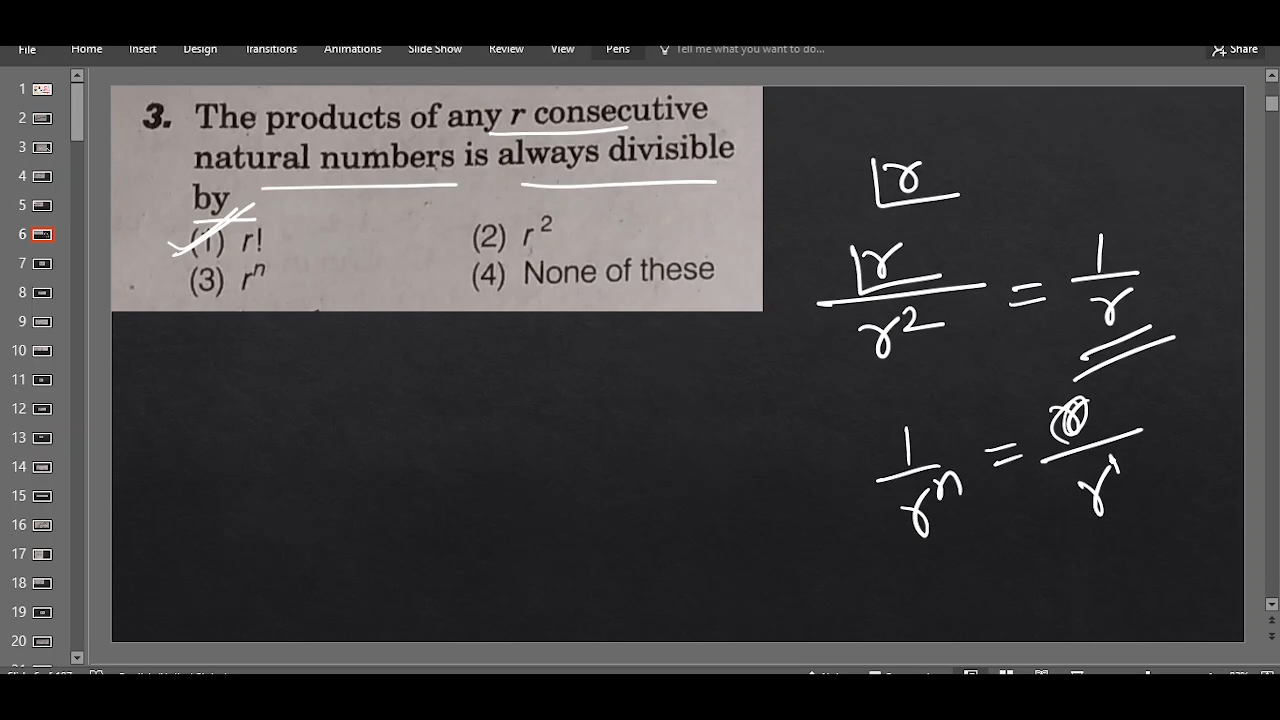 File Home Insert Design Transitions Animations Slide Show Review View Pens Tell me what you want to do... Share
1
2
3
4
5
6
7
8
9
10
11
12
13
14
15
16
17
18
19
20
3. The products of any r consecutive
natural numbers is always divisible
by
(1) r! (2) r²
(3) rⁿ (4) None of these
r
r / r² = 1 / r
1 / rⁿ =